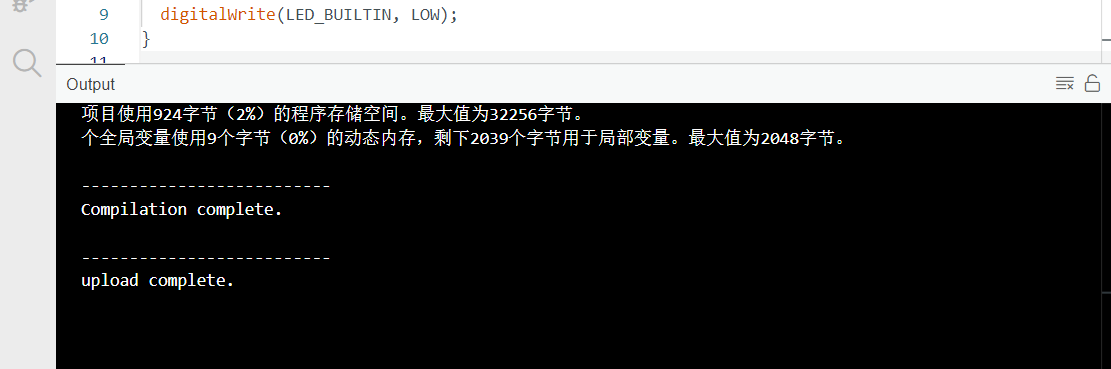 9 digitalWrite(LED_BUILTIN, LOW);
10 }
11
Output
项目使用924字节（2%）的程序存储空间。最大值为32256字节。
个全局变量使用9个字节（0%）的动态内存，剩下2039个字节用于局部变量。最大值为2048字节。
--------------------------
Compilation complete.
--------------------------
upload complete.